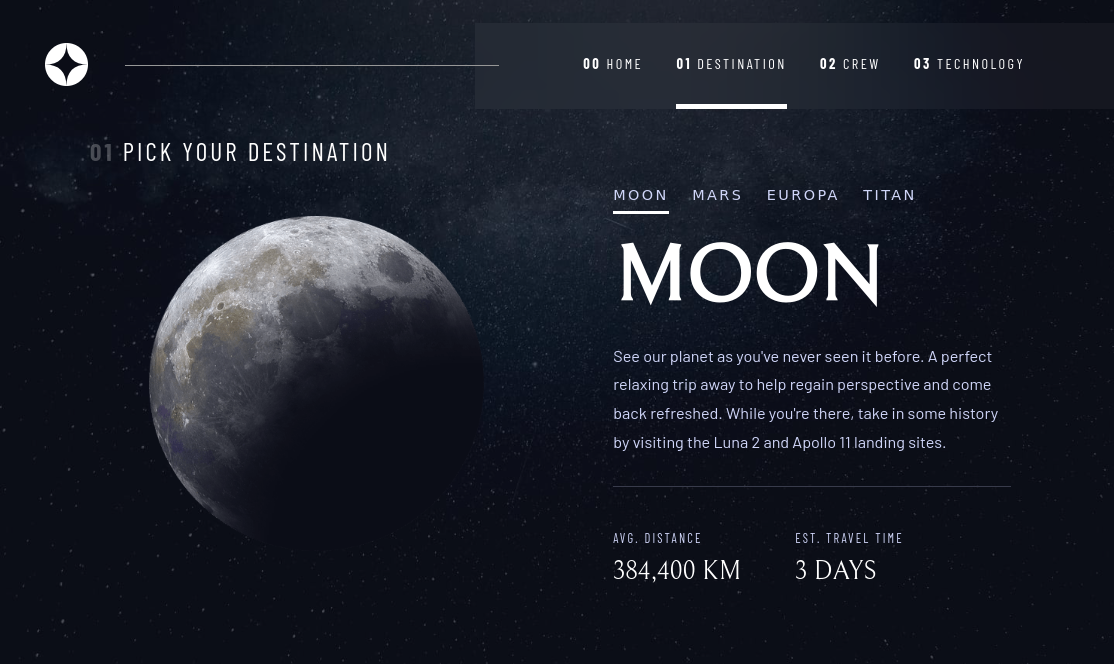 00 HOME 01 DESTINATION 02 CREW 03 TECHNOLOGY
01 PICK YOUR DESTINATION
MOON MARS EUROPA TITAN
MOON
See our planet as you've never seen it before. A perfect
relaxing trip away to help regain perspective and come
back refreshed. While you're there, take in some history
by visiting the Luna 2 and Apollo 11 landing sites.
AVG. DISTANCE EST. TRAVEL TIME
384,400 KM 3 DAYS